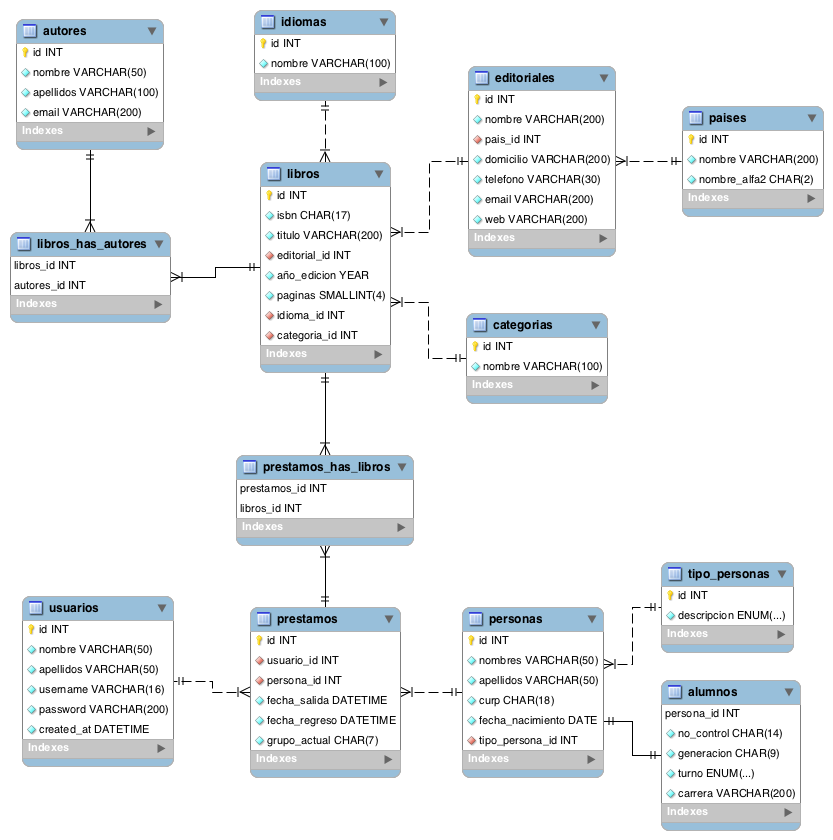 autores
id INT
nombre VARCHAR(50)
apellidos VARCHAR(100)
email VARCHAR(200)
Indexes
idiomas
id INT
nombre VARCHAR(100)
Indexes
editoriales
id INT
nombre VARCHAR(200)
pais_id INT
domicilio VARCHAR(200)
telefono VARCHAR(30)
email VARCHAR(200)
web VARCHAR(200)
Indexes
paises
id INT
nombre VARCHAR(200)
nombre_alfa2 CHAR(2)
Indexes
libros
id INT
isbn CHAR(17)
titulo VARCHAR(200)
editorial_id INT
año_edicion YEAR
paginas SMALLINT(4)
idioma_id INT
categoria_id INT
Indexes
libros_has_autores
libros_id INT
autores_id INT
Indexes
categorias
id INT
nombre VARCHAR(100)
Indexes
prestamos_has_libros
prestamos_id INT
libros_id INT
Indexes
usuarios
id INT
nombre VARCHAR(50)
apellidos VARCHAR(50)
username VARCHAR(16)
password VARCHAR(200)
created_at DATETIME
Indexes
prestamos
id INT
usuario_id INT
persona_id INT
fecha_salida DATETIME
fecha_regreso DATETIME
grupo_actual CHAR(7)
Indexes
personas
id INT
nombres VARCHAR(50)
apellidos VARCHAR(50)
curp CHAR(18)
fecha_nacimiento DATE
tipo_persona_id INT
Indexes
tipo_personas
id INT
descripcion ENUM(...)
Indexes
alumnos
persona_id INT
no_control CHAR(14)
generacion CHAR(9)
turno ENUM(...)
carrera VARCHAR(200)
Indexes